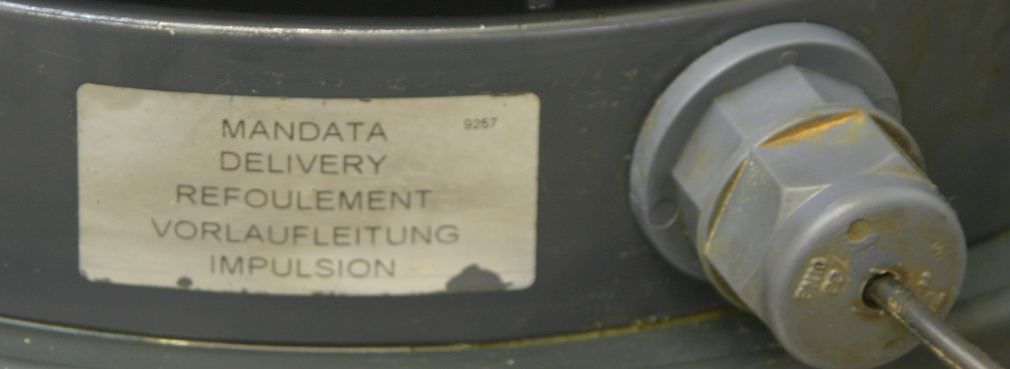 MANDATA
9257
DELIVERY
REFOULEMENT
VORLAUFLEITUNG
IMPULSION